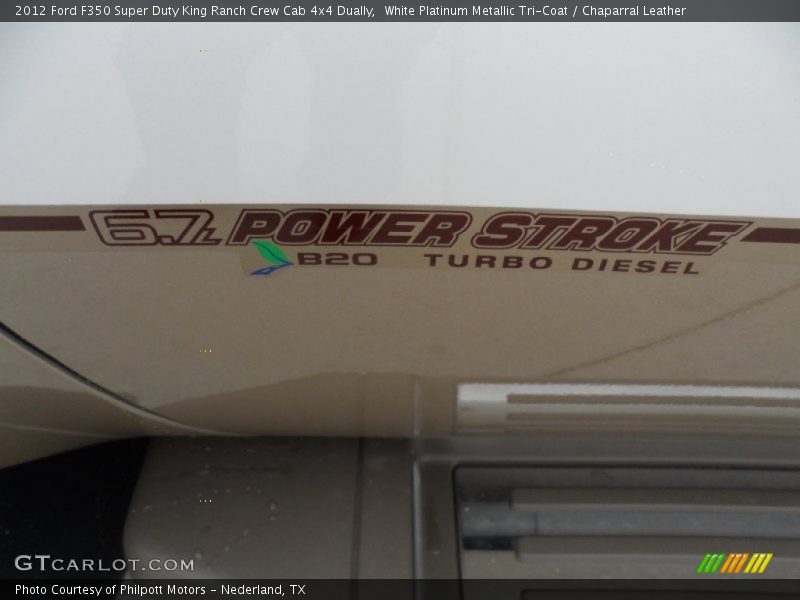 2012 Ford F350 Super Duty King Ranch Crew Cab 4x4 Dually,  White Platinum Metallic Tri-Coat / Chaparral Leather
6.7L POWER STROKE
B20 TURBO DIESEL
GTCARLOT.COM
Photo Courtesy of Philpott Motors - Nederland, TX